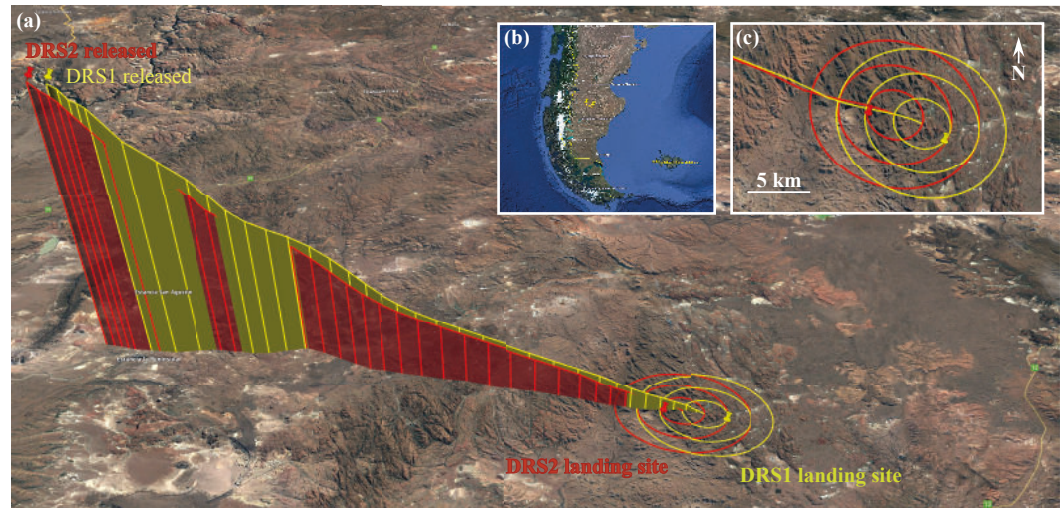 (a)
DRS2 released
DRS1 released
(b)
(c)
N
5 km
DRS2 landing site
DRS1 landing site